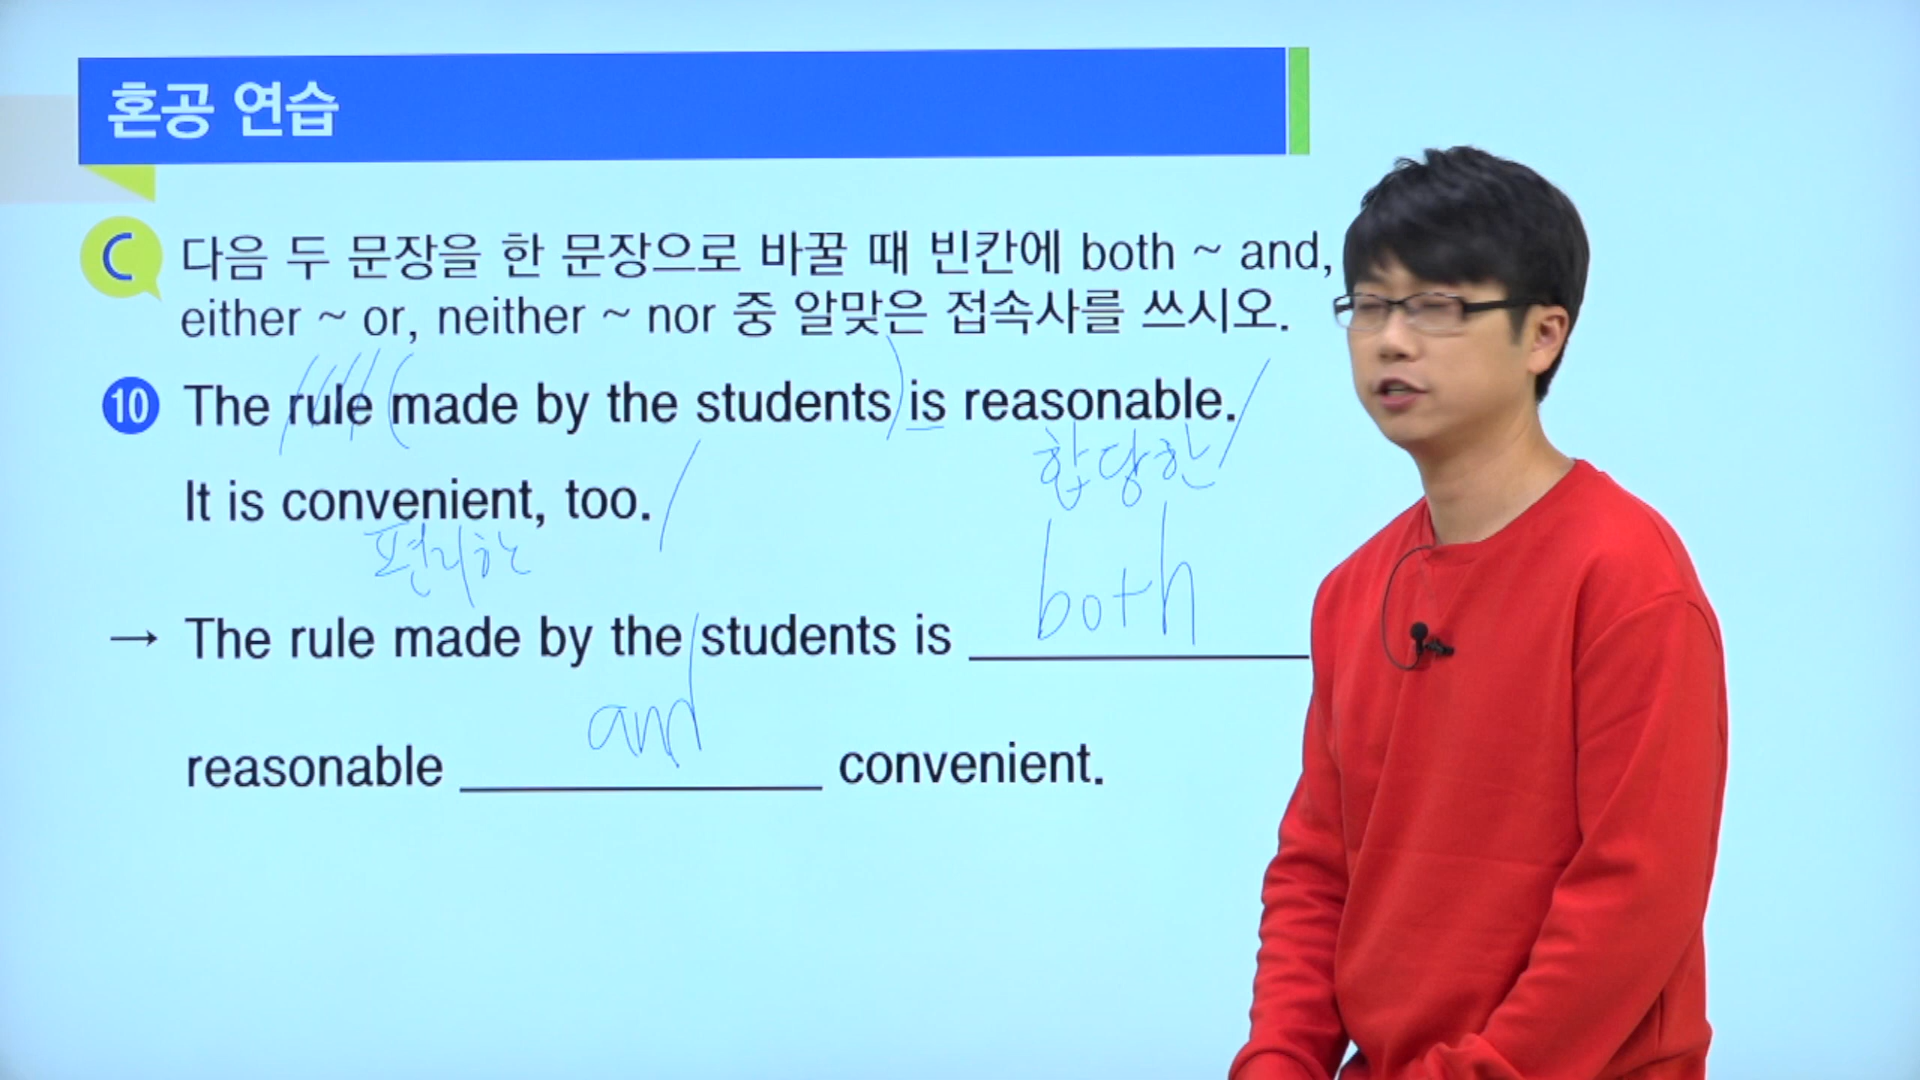 혼공 연습
C 다음 두 문장을 한 문장으로 바꿀 때 빈칸에 both ~ and,
either ~ or, neither ~ nor 중 알맞은 접속사를 쓰시오.
10 The rule made by the students is reasonable.
합당한
It is convenient, too.
편리한
both
→ The rule made by the students is
and
reasonable convenient.